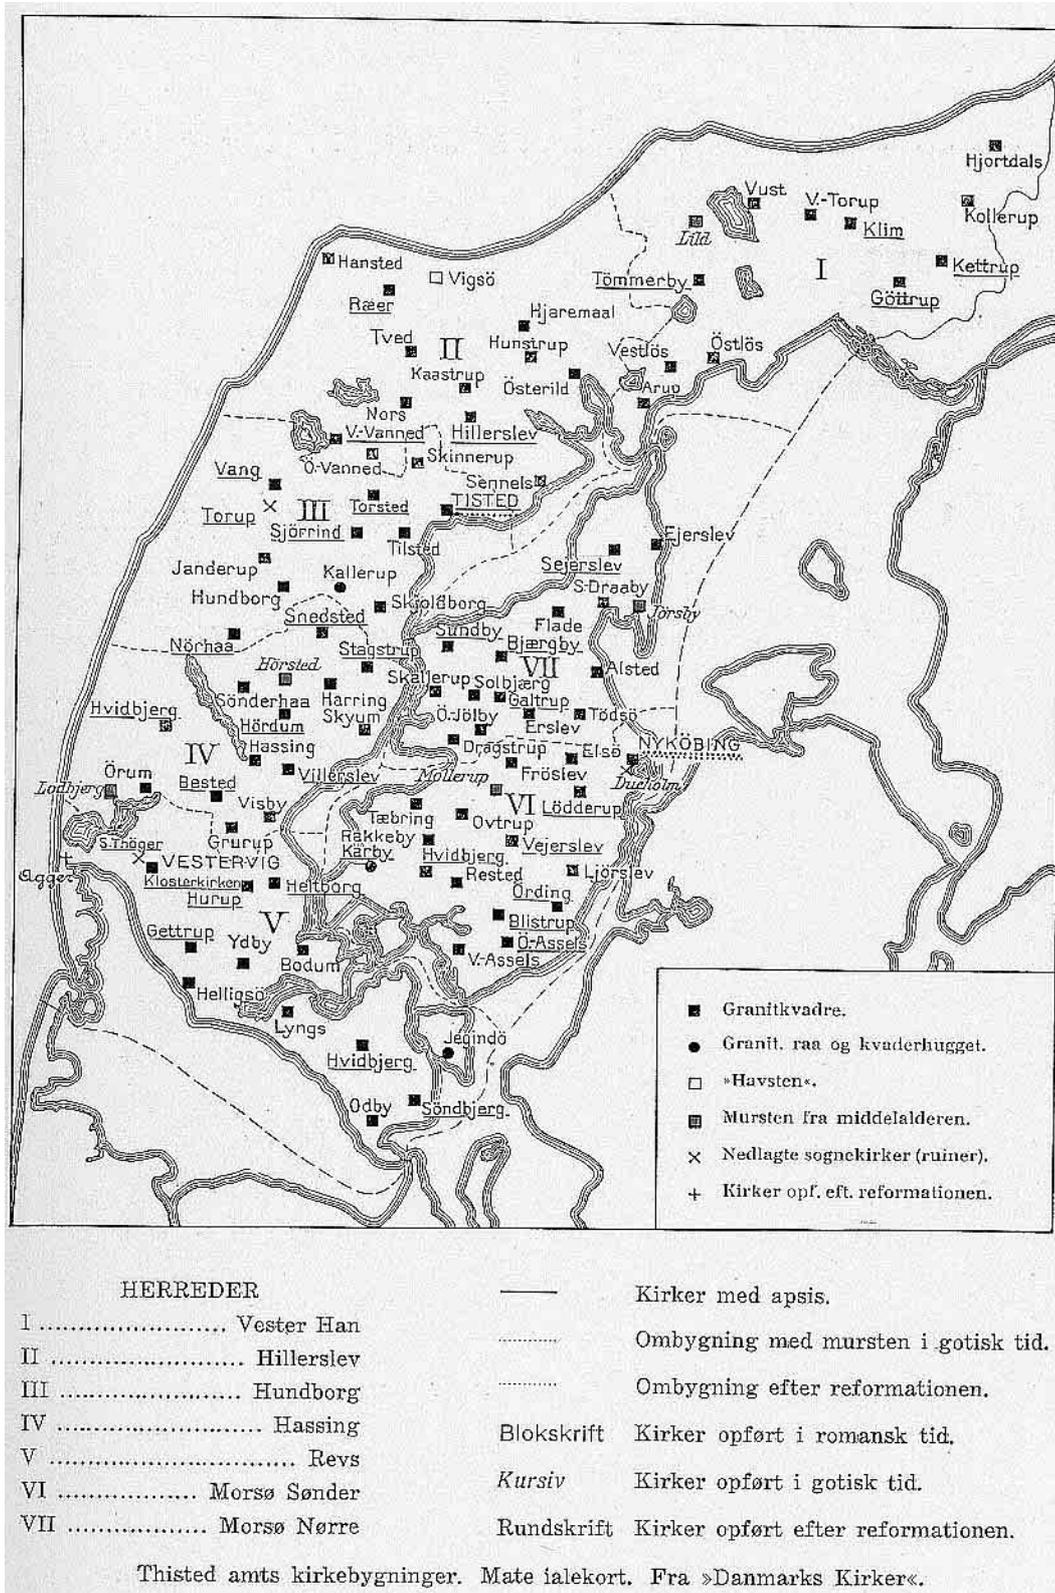 Hjortdals
Vust
V.-Torup
Kollerup
Klim
Lild
I
Kettrup
Göttrup
Tömmerby
Hansted
Vigsö
Ræer
Hjaremaal
Tved
II
Hunstrup
Vestlös
Östlös
Kaastrup
Österild
Arup
Nors
Hillerslev
V.-Vanned
Ö.-Vanned
Skinnerup
Vang
Sennels
Torsted
TISTED
Torup
III
Sjörrind
Tilsted
Ejerslev
Janderup
Kallerup
Sejerslev
S.-Draaby
Hundborg
Skjoldborg
Flade
Jörsby
Snedsted
Sundby
Bjærgby
Nörhaa
Stagstrup
VII
Alsted
Hörsted
Skallerup
Solbjærg
Sönderhaa
Harring
Galtrup
Hvidbjerg
Hördum
Skyum
Ö.-Jölby
Erslev
Tödsö
Hassing
Dragstrup
Elsö
NYKÖBING
IV
Villerslev
Mollerup
Fröslev
Dueholm
Lodbjerg
Örum
Bested
VI
Lödderup
Visby
Tæbring
Ovtrup
Grurup
Rakkeby
Vejerslev
S. Thöger
VESTERVIG
Kärby
Hvidbjerg
Ljörslev
Agger
Klosterkirken
Rested
Hurup
Heltborg
Örding
V
Blistrup
Gettrup
Ydby
Ö.-Assels
Bodum
V.-Assels
Helligsö
Lyngs
Jegindö
Hvidbjerg
Söndbjerg
Odby
Granitkvadre.
Granit. raa og kvaderhugget.
»Havsten«.
Mursten fra middelalderen.
Nedlagte sognekirker (ruiner).
Kirker opf. eft. reformationen.
HERREDER
I .......................... Vester Han
II ......................... Hillerslev
III ....................... Hundborg
IV .......................... Hassing
V ................................ Revs
VI .................. Morsø Sønder
VII .................. Morsø Nørre
Kirker med apsis.
Ombygning med mursten i gotisk tid.
Ombygning efter reformationen.
Blokskrift Kirker opført i romansk tid.
Kursiv Kirker opført i gotisk tid.
Rundskrift Kirker opført efter reformationen.
Thisted amts kirkebygninger. Mate ialekort. Fra »Danmarks Kirker«.